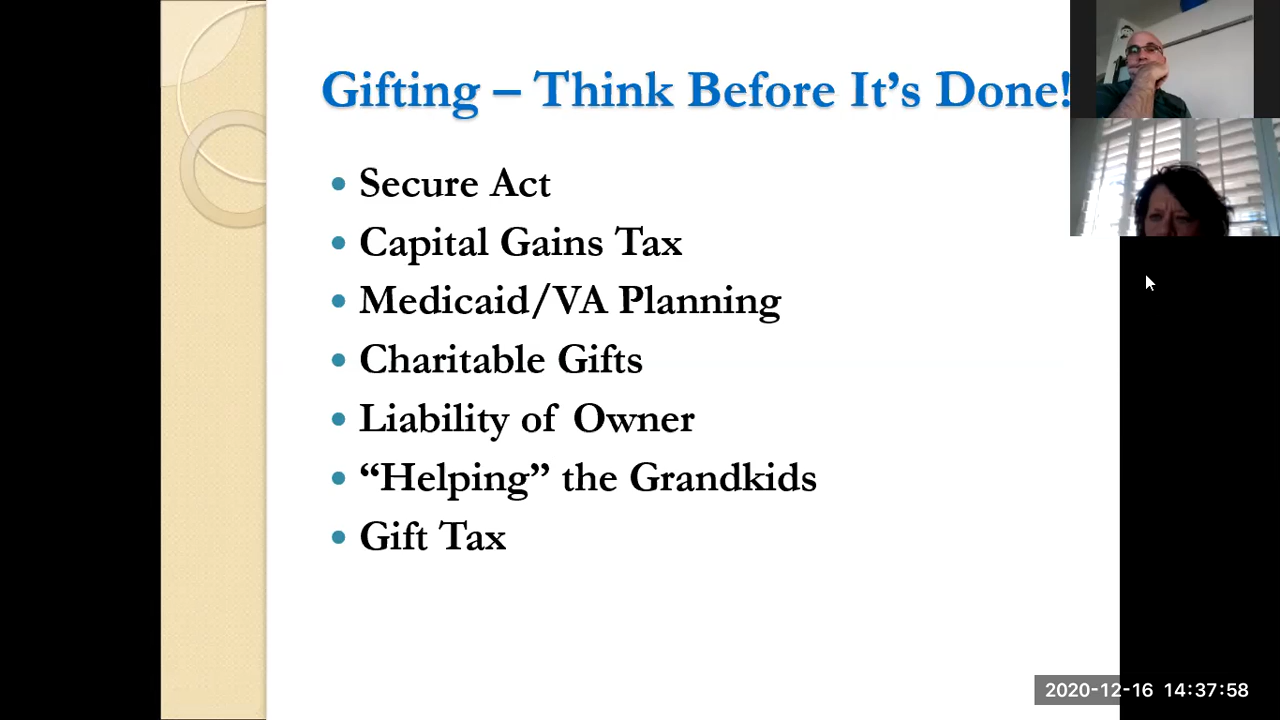 Gifting – Think Before It’s Done!
• Secure Act
• Capital Gains Tax
• Medicaid/VA Planning
• Charitable Gifts
• Liability of Owner
• “Helping” the Grandkids
• Gift Tax
2020-12-16 14:37:58